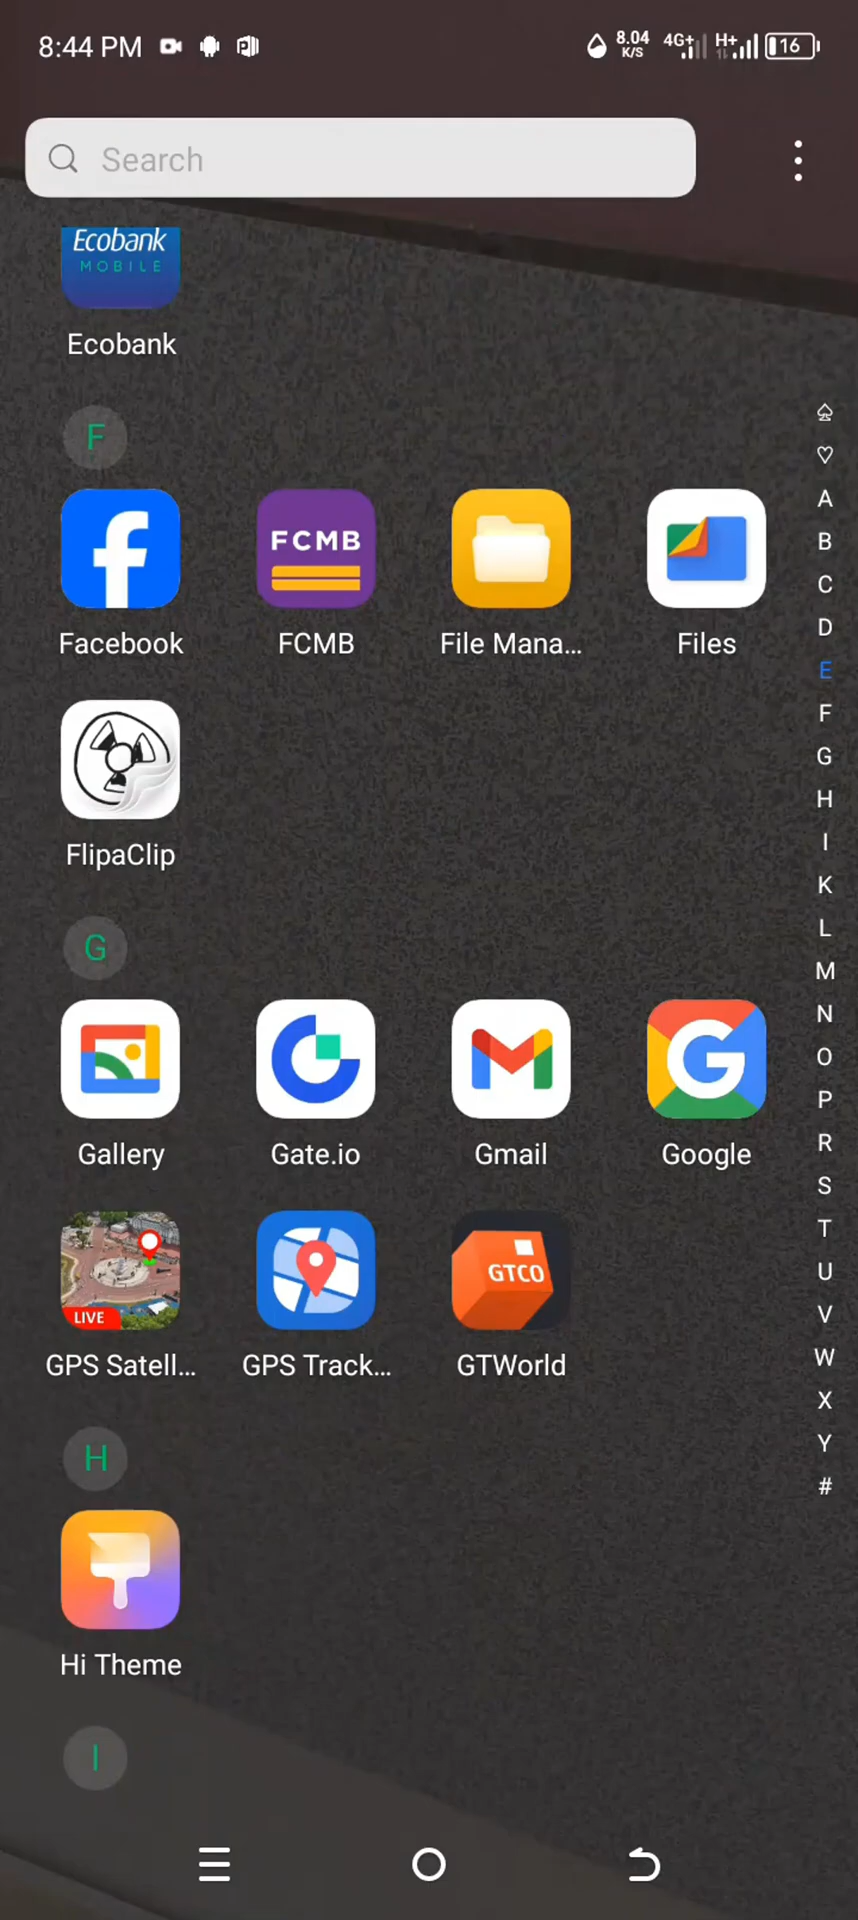 8:44 PM 8.04 K/S 4G+ H+ 16
Search
Ecobank
MOBILE
Ecobank
F
FCMB
Facebook FCMB File Mana... Files
FlipaClip
G
G
Gallery Gate.io Gmail Google
LIVE
GTCO
GPS Satell... GPS Track... GTWorld
H
Hi Theme
I
A
B
C
D
E
F
G
H
I
K
L
M
N
O
P
R
S
T
U
V
W
X
Y
#